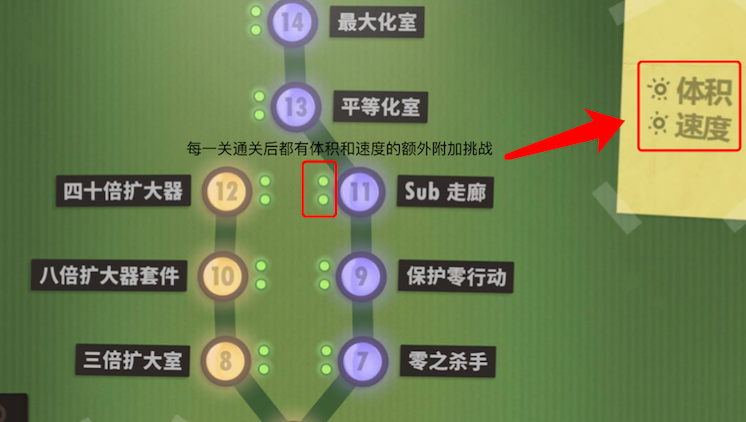 14 最大化室
13 平等化室
体积
速度
每一关通关后都有体积和速度的额外附加挑战
四十倍扩大器 12 11 Sub 走廊
八倍扩大器套件 10 9 保护零行动
三倍扩大室 8 7 零之杀手